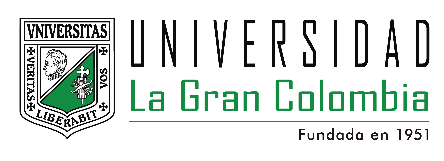 VNIVERSITAS
VERITAS
VOS
LIBERABIT
UNIVERSIDAD
La Gran Colombia
Fundada en 1951